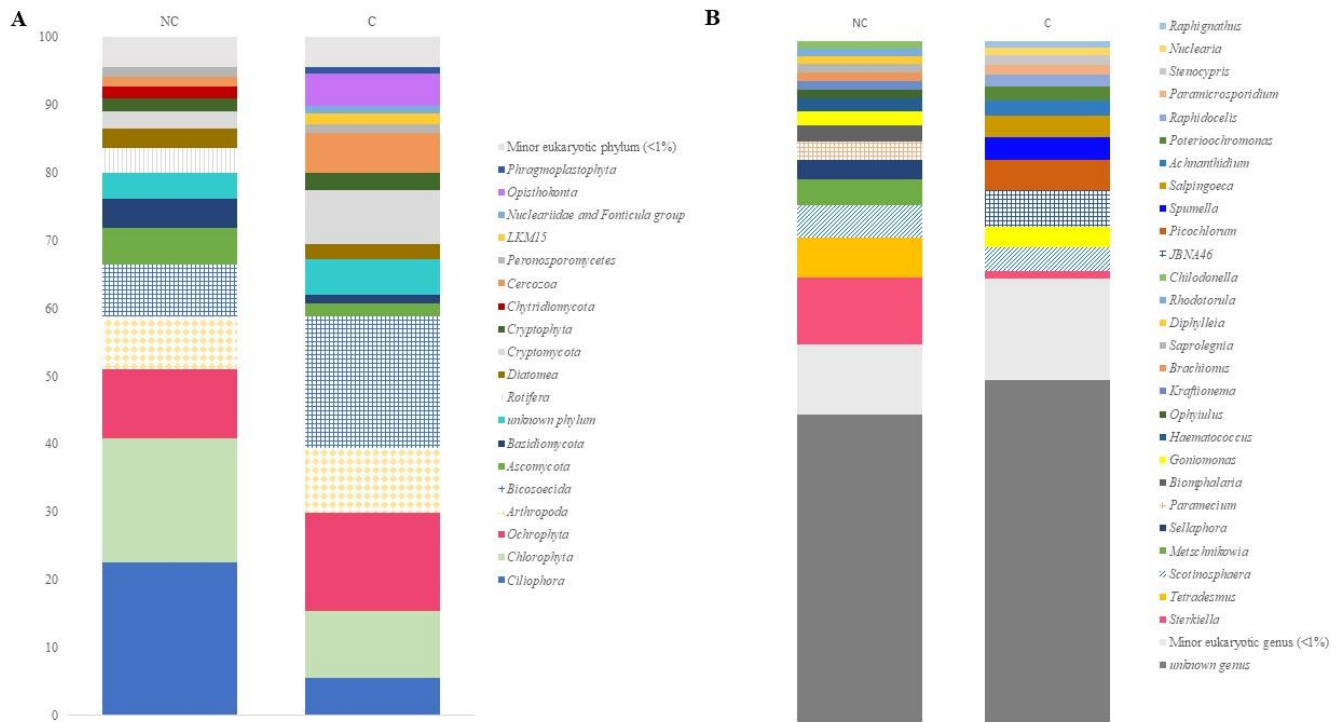 A
NC
C
100
90
80
70
60
50
40
30
20
10
0
Minor eukaryotic phylum (<1%)
Phragmoplastophyta
Opisthokonta
Nucleariidae and Fonticula group
LKM15
Peronosporomycetes
Cercozoa
Chytridiomycota
Cryptophyta
Cryptomycota
Diatomea
Rotifera
unknown phylum
Basidiomycota
Ascomycota
Bicosoecida
Arthropoda
Ochrophyta
Chlorophyta
Ciliophora
B
NC
C
Raphignathus
Nuclearia
Stenocypris
Paramicrosporidium
Raphidocelis
Poterioochromonas
Achnanthidium
Salpingoeca
Spumella
Picochlorum
JBNA46
Chilodonella
Rhodotorula
Diphylleia
Saprolegnia
Brachionus
Kraftionema
Ophyiulus
Haematococcus
Goniomonas
Biomphalaria
Paramecium
Sellaphora
Metschnikowia
Scotinosphaera
Tetradesmus
Sterkiella
Minor eukaryotic genus (<1%)
unknown genus